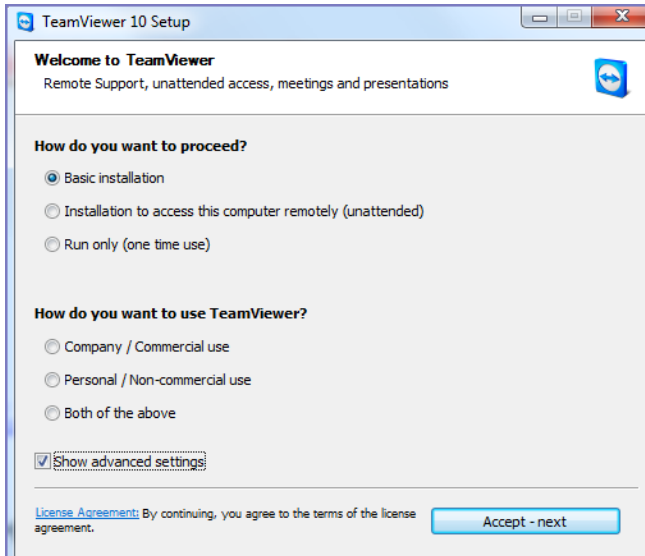 TeamViewer 10 Setup
Welcome to TeamViewer
Remote Support, unattended access, meetings and presentations
How do you want to proceed?
Basic installation
Installation to access this computer remotely (unattended)
Run only (one time use)
How do you want to use TeamViewer?
Company / Commercial use
Personal / Non-commercial use
Both of the above
Show advanced settings
License Agreement: By continuing, you agree to the terms of the license
agreement.
Accept - next